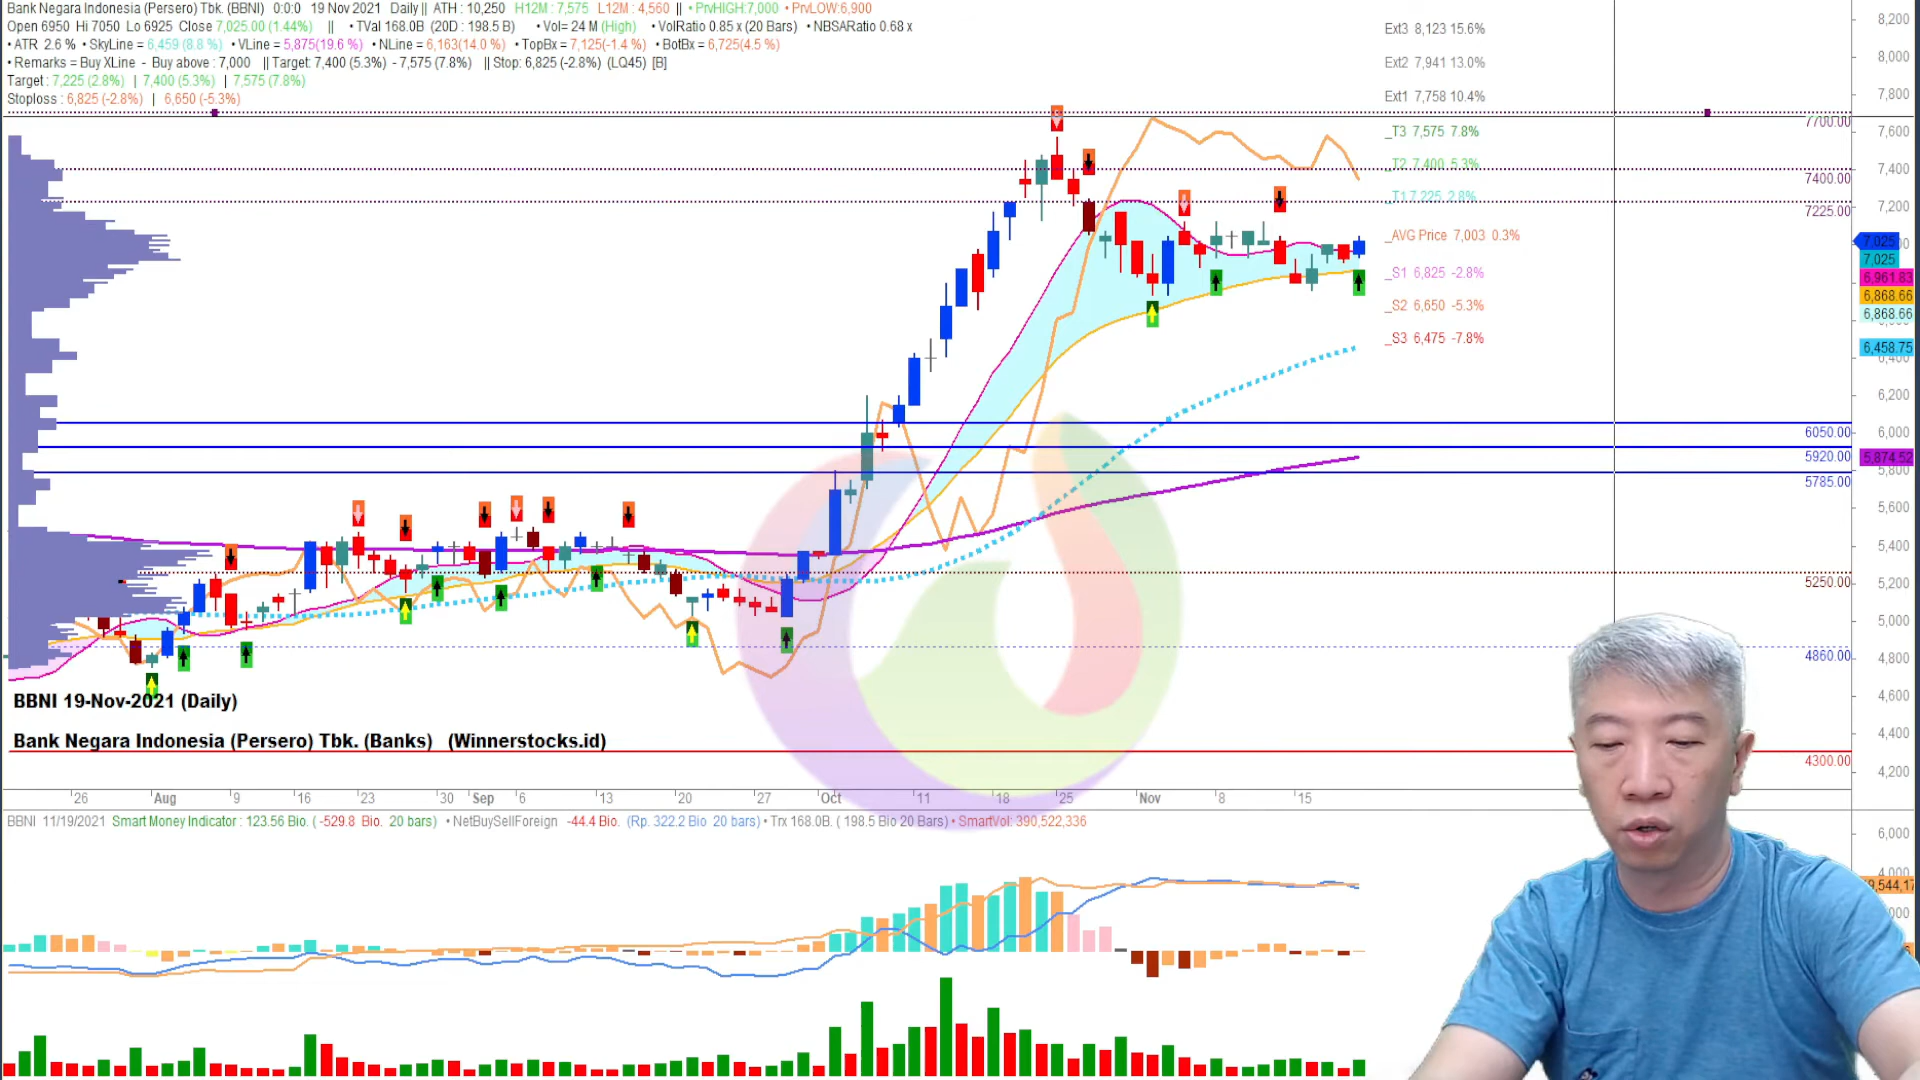 Bank Negara Indonesia (Persero) Tbk. (BBNI) 0:0:0 19 Nov 2021 Daily || ATH : 10,250 H12M : 7,575 L12M : 4,560 || • PrvHIGH:7,000 • PrvLOW:6,900
Open 6950 Hi 7050 Lo 6925 Close 7,025.00 (1.44%) || • TVal 168.0B (20D : 198.5 B) • Vol= 24 M (High) • VolRatio 0.85 x (20 Bars) • NBSARatio 0.68 x
• ATR 2.6 % • SkyLine = 6,459 (8.8 %) • VLine = 5,875(19.6 %) • NLine = 6,163(14.0 %) • TopBx = 7,125(-1.4 %) • BotBx = 6,725(4.5 %)
• Remarks = Buy XLine - Buy above : 7,000 || Target: 7,400 (5.3%) - 7,575 (7.8%) || Stop: 6,825 (-2.8%) (LQ45) [B]
Target : 7,225 (2.8%) | 7,400 (5.3%) | 7,575 (7.8%)
Stoploss : 6,825 (-2.8%) | 6,650 (-5.3%)
Ext3 8,123 15.6%
Ext2 7,941 13.0%
Ext1 7,758 10.4%
_T3 7,575 7.8%
_T2 7,400 5.3%
_T1 7,225 2.8%
_AVG Price 7,003 0.3%
_S1 6,825 -2.8%
_S2 6,650 -5.3%
_S3 6,475 -7.8%
7700.00
7400.00
7225.00
6050.00
5920.00
5785.00
5250.00
4860.00
4300.00
8,200
8,000
7,800
7,600
7,400
7,200
7,025
7,025
6,961.83
6,868.66
6,868.66
6,458.75
6,400
6,200
6,000
5,874.52
5,800
5,600
5,400
5,200
5,000
4,800
4,600
4,400
4,200
BBNI 19-Nov-2021 (Daily)
Bank Negara Indonesia (Persero) Tbk. (Banks) (Winnerstocks.id)
26 Aug 9 16 23 30 Sep 6 13 20 27 Oct 11 18 25 Nov 8 15
BBNI 11/19/2021 Smart Money Indicator : 123.56 Bio. ( -529.8 Bio. 20 bars) • NetBuySellForeign -44.4 Bio. (Rp. 322.2 Bio 20 bars) • Trx 168.0B. ( 198.5 Bio 20 Bars) • SmartVol: 390,522,336
6,000
4,000